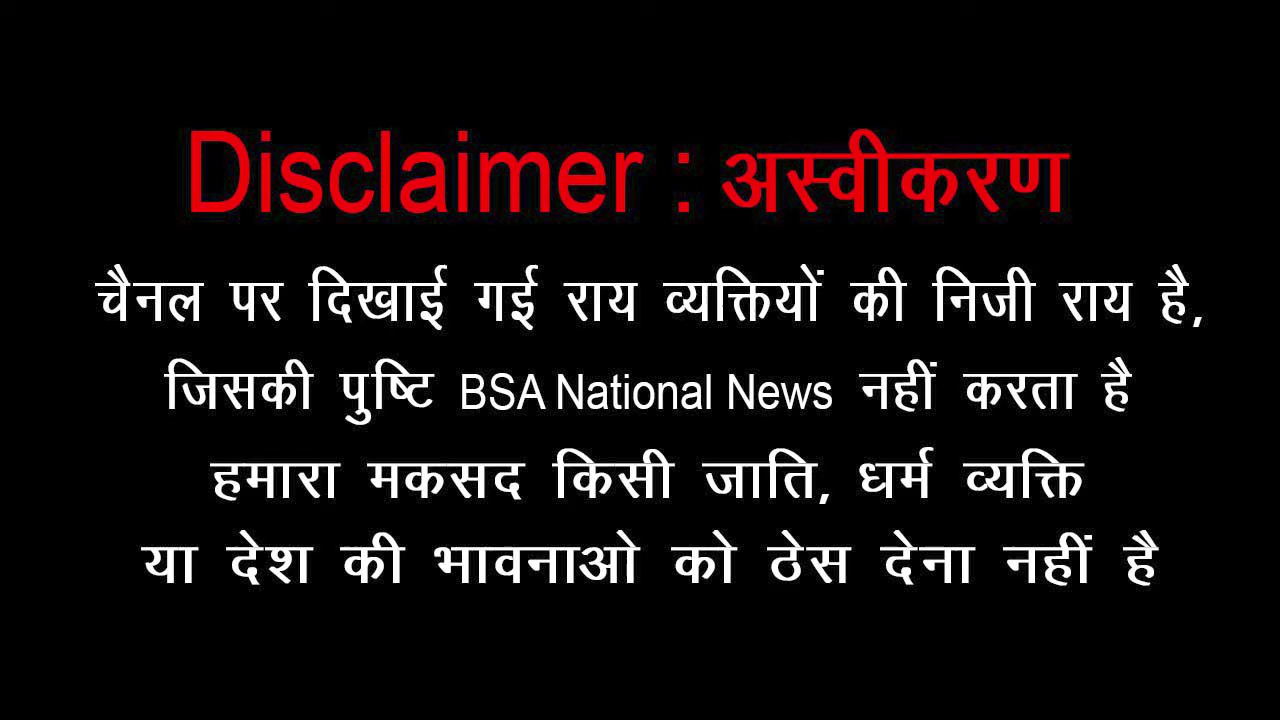 Disclaimer : अस्वीकरण
चैनल पर दिखाई गई राय व्यक्तियों की निजी राय है,
जिसकी पुष्टि BSA National News नहीं करता है
हमारा मकसद किसी जाति, धर्म व्यक्ति
या देश की भावनाओ को ठेस देना नहीं है